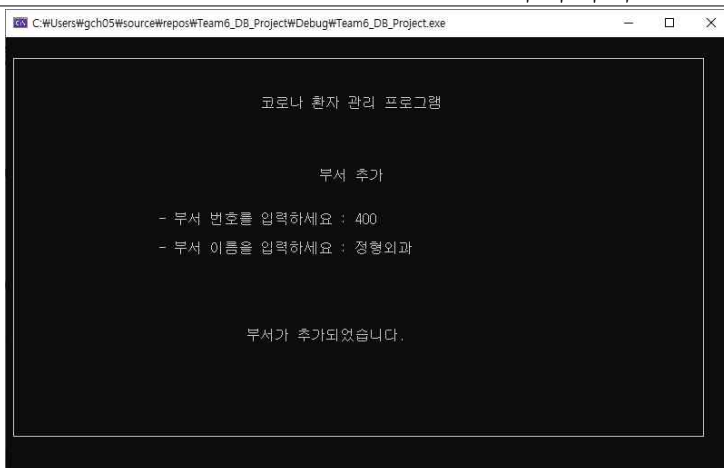 C:₩Users₩gch05₩source₩repos₩Team6_DB_Project₩Debug₩Team6_DB_Project.exe
코로나 환자 관리 프로그램
부서 추가
- 부서 번호를 입력하세요 : 400
- 부서 이름을 입력하세요 : 정형외과
부서가 추가되었습니다.